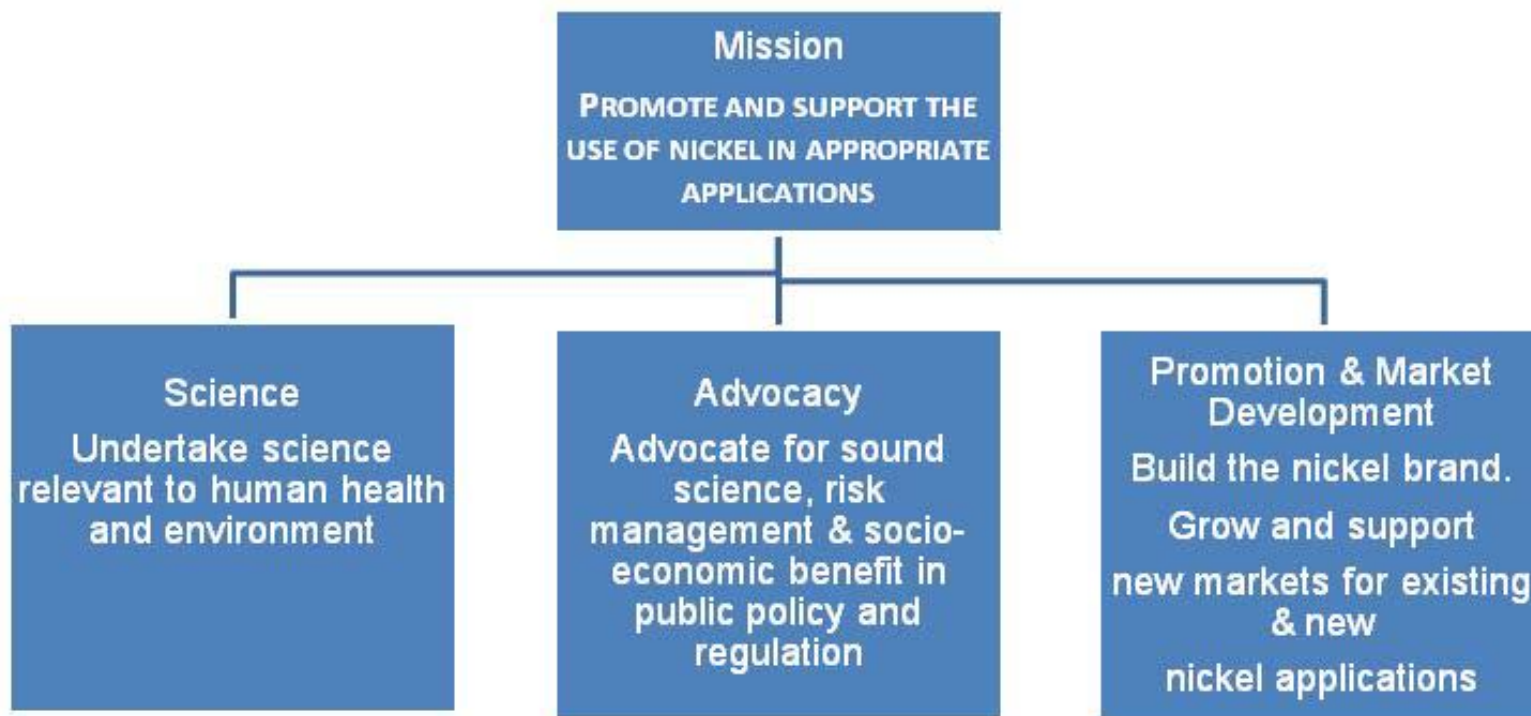 Mission
PROMOTE AND SUPPORT THE
USE OF NICKEL IN APPROPRIATE
APPLICATIONS
Science
Undertake science
relevant to human health
and environment
Advocacy
Advocate for sound
science, risk
management & socio-
economic benefit in
public policy and
regulation
Promotion & Market
Development
Build the nickel brand.
Grow and support
new markets for existing
& new
nickel applications